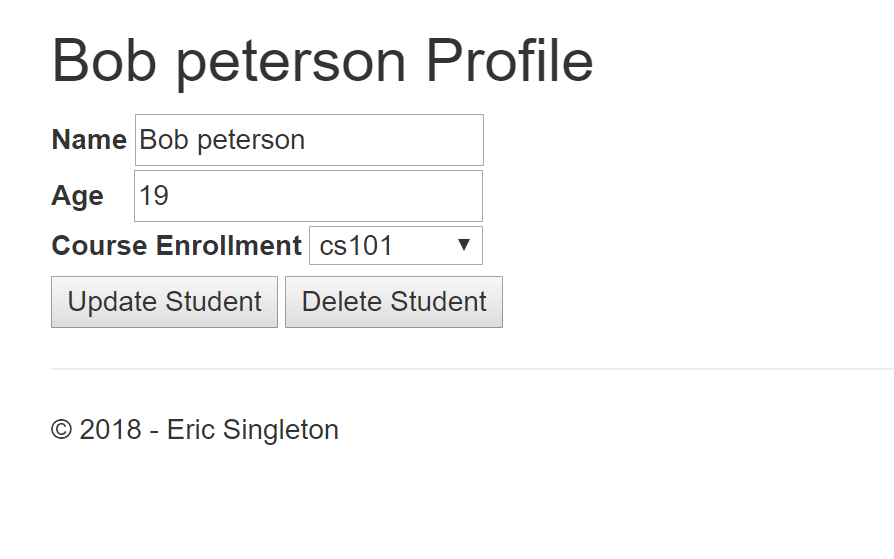 Bob peterson Profile
Name Bob peterson
Age 19
Course Enrollment cs101
Update Student Delete Student
© 2018 - Eric Singleton